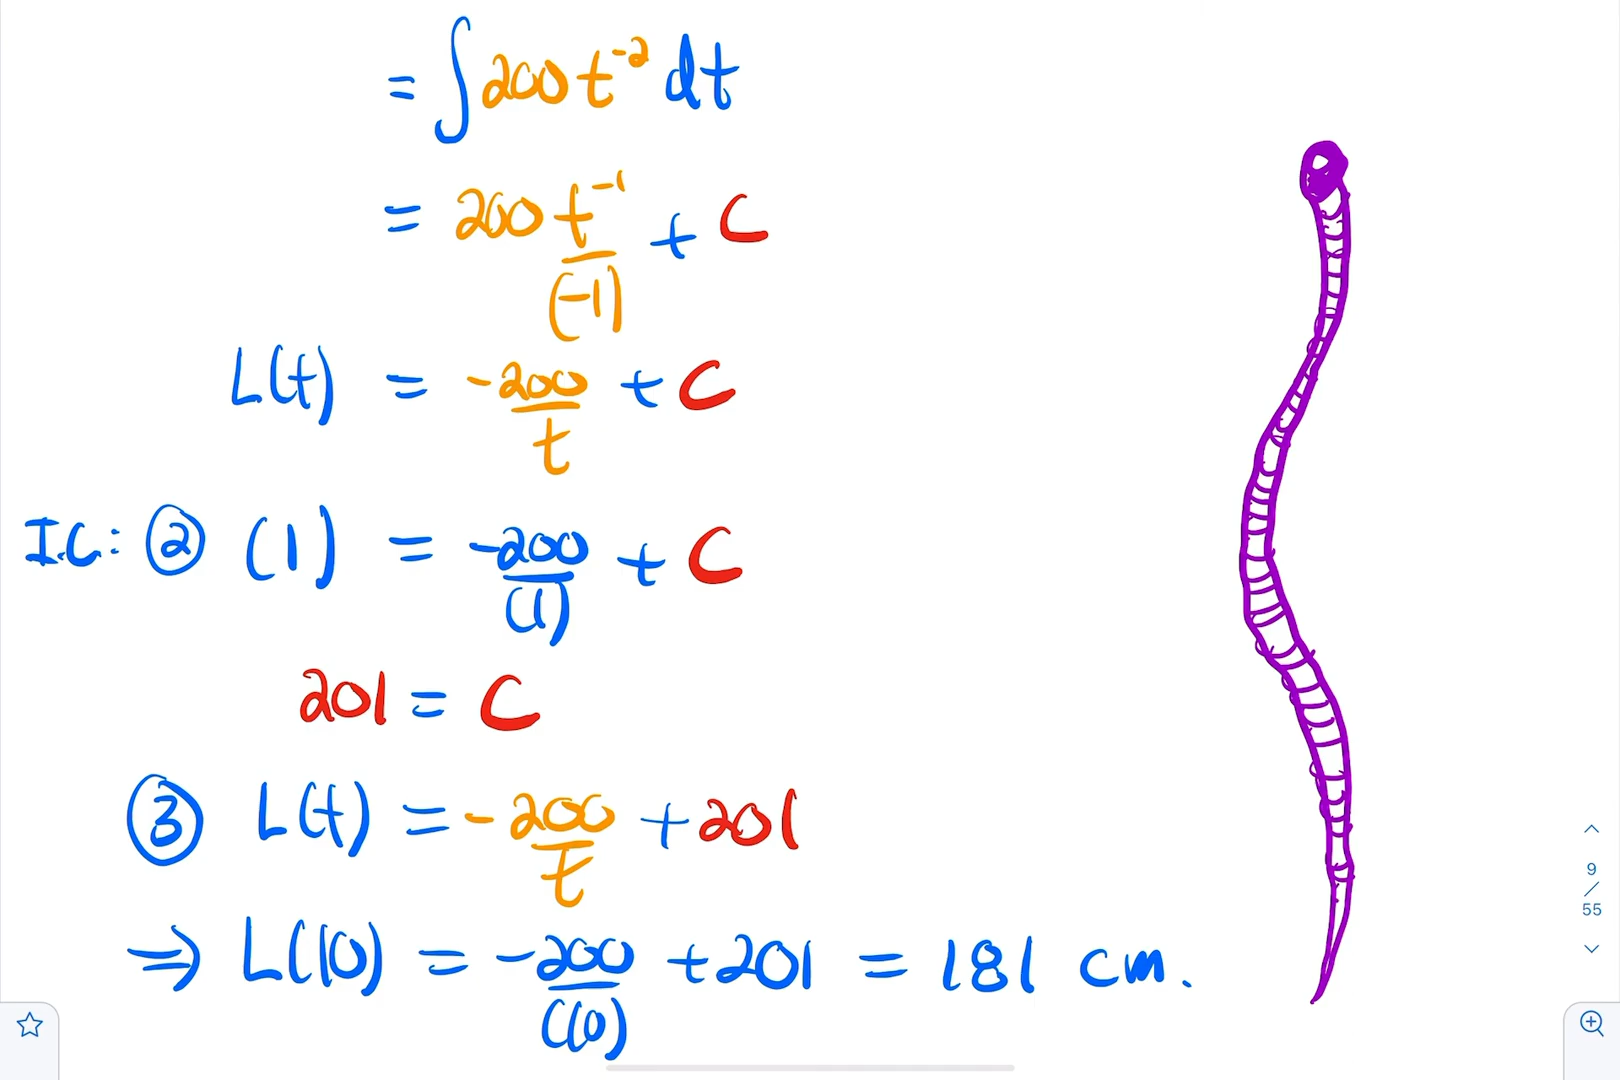 = ∫ 200 t⁻² dt
= 200 t⁻¹/(-1) + C
L(t) = -200/t + C
I.C: ② (1) = -200/(1) + C
201 = C
③ L(t) = -200/t + 201
⇒ L(10) = -200/(10) + 201 = 181 cm.
9
/
55